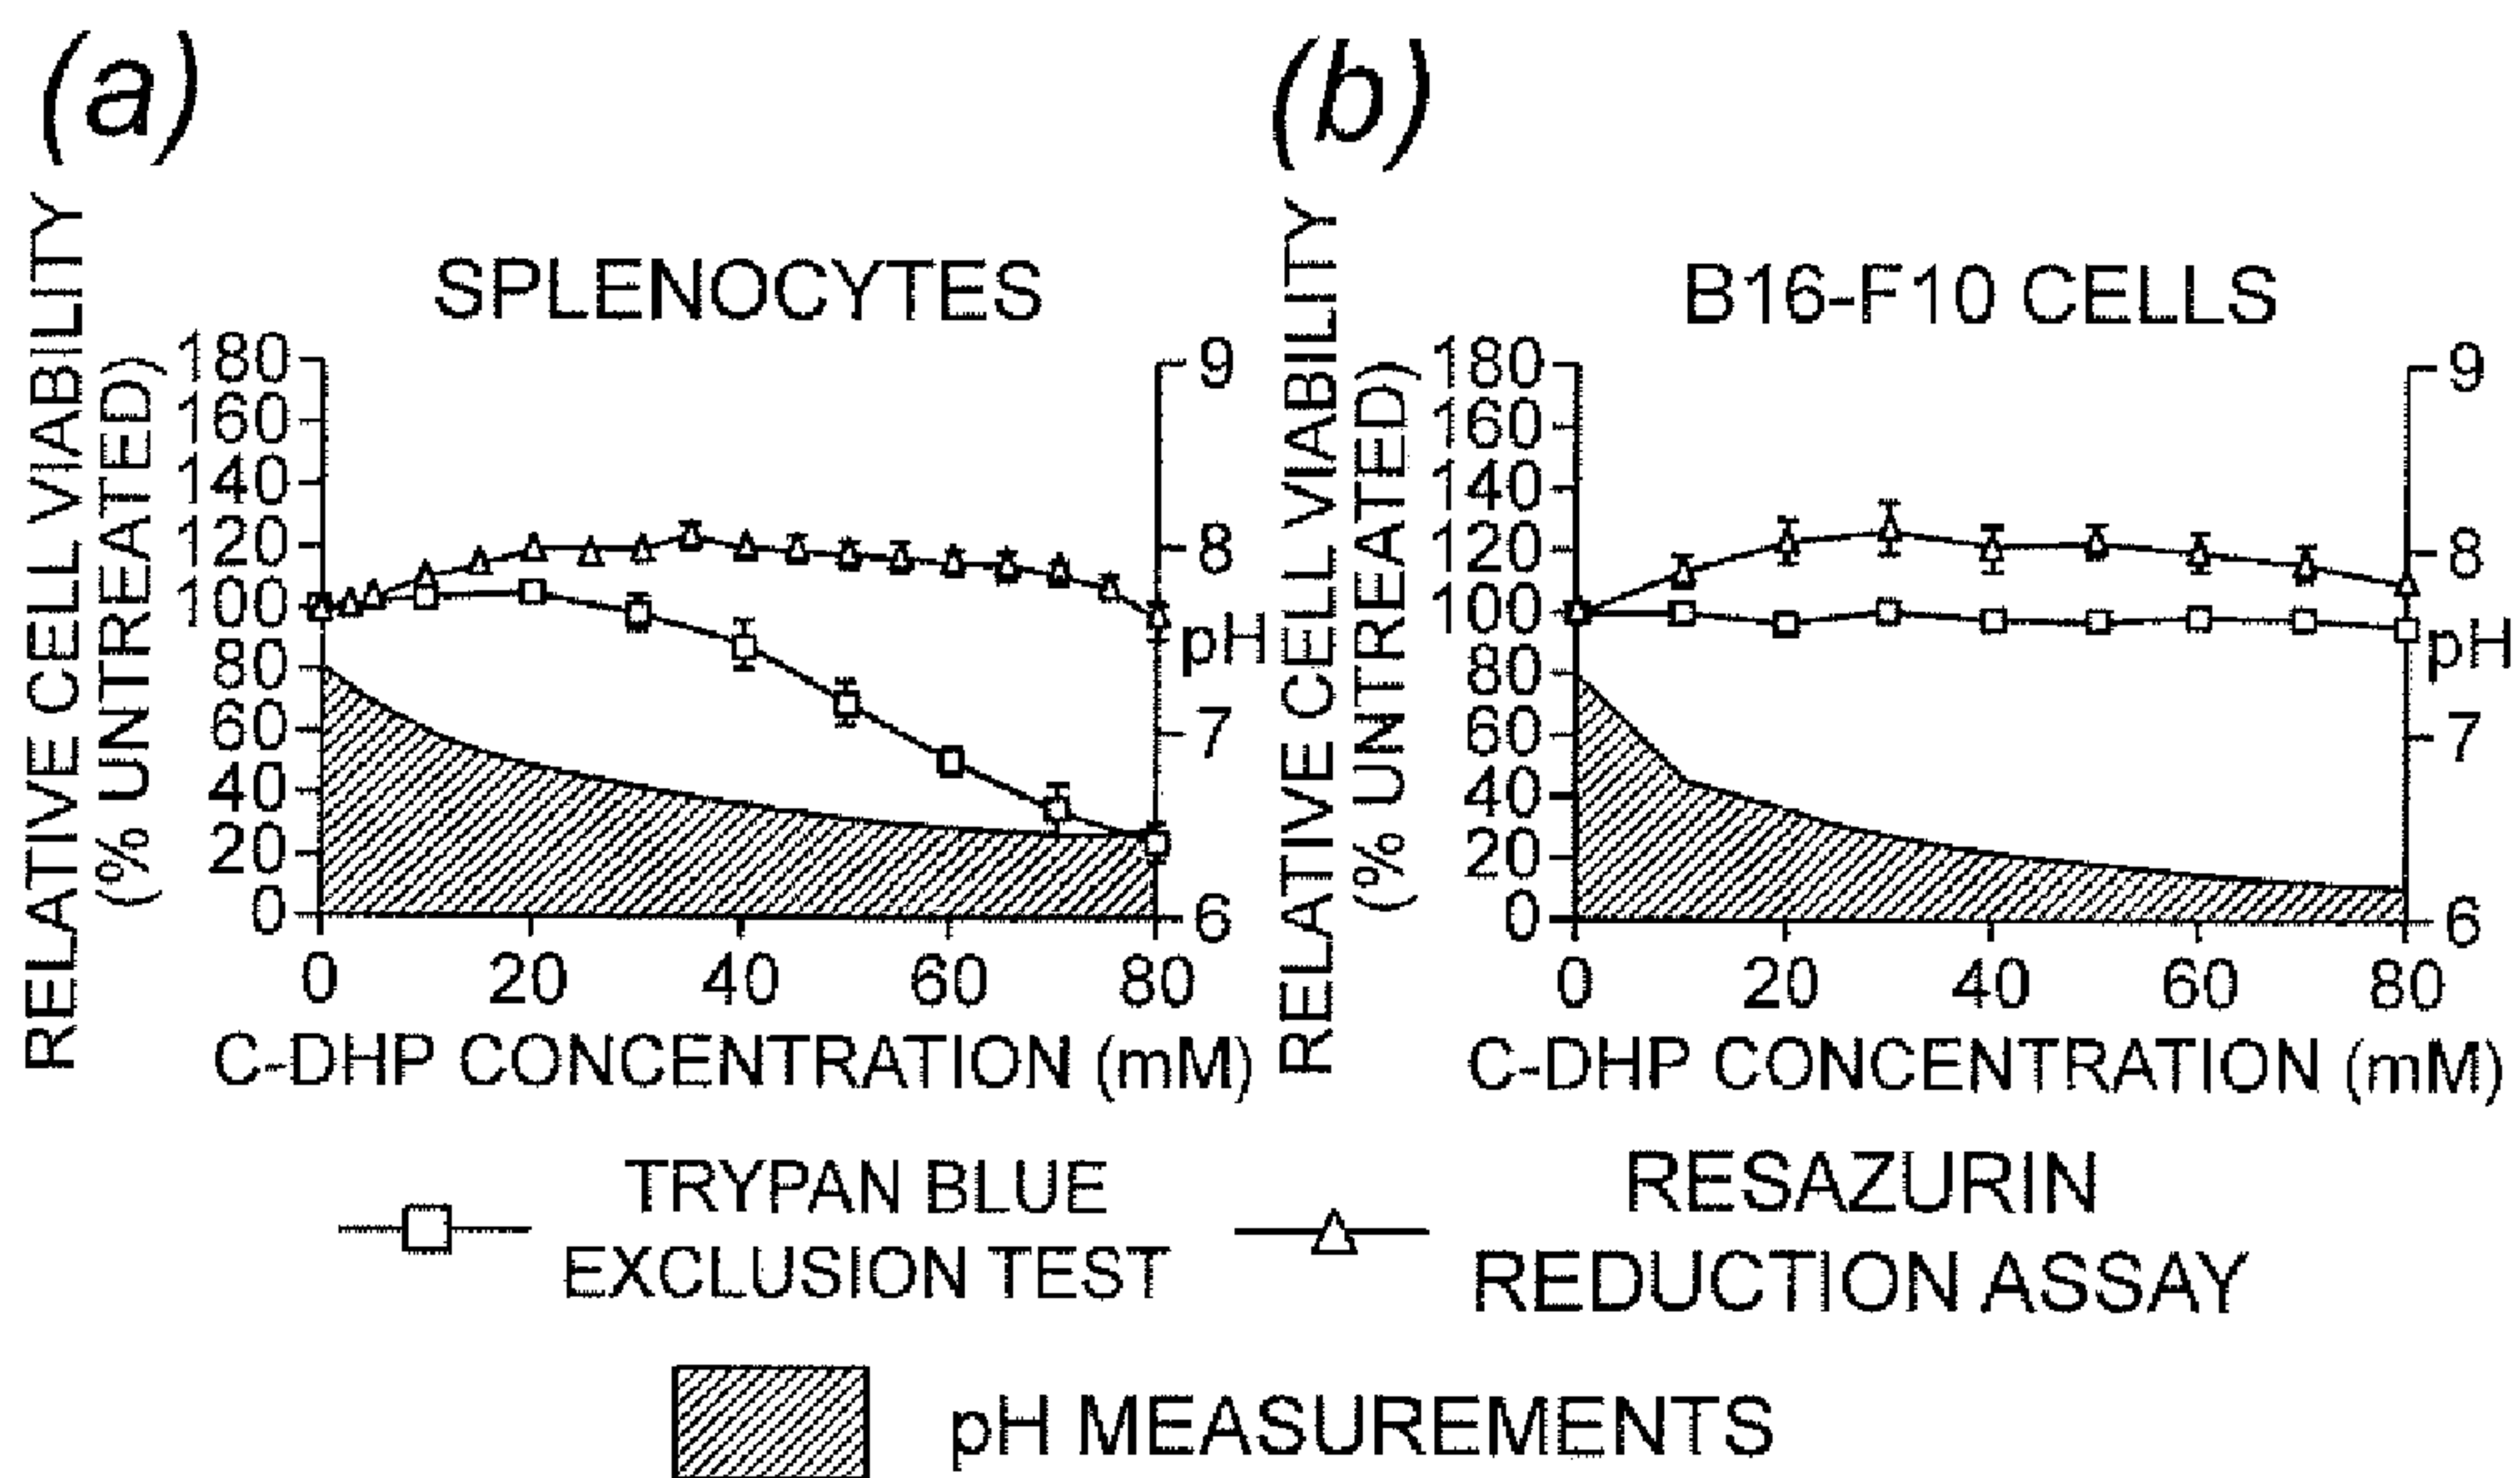 (a)
SPLENOCYTES
RELATIVE CELL VIABILITY
(% UNTREATED)
180
160
140
120
100
80
60
40
20
0
9
8
pH
7
6
0 20 40 60 80
C-DHP CONCENTRATION (mM)
(b)
B16-F10 CELLS
RELATIVE CELL VIABILITY
(% UNTREATED)
180
160
140
120
100
80
60
40
20
0
9
8
pH
7
6
0 20 40 60 80
C-DHP CONCENTRATION (mM)
TRYPAN BLUE
EXCLUSION TEST
RESAZURIN
REDUCTION ASSAY
pH MEASUREMENTS